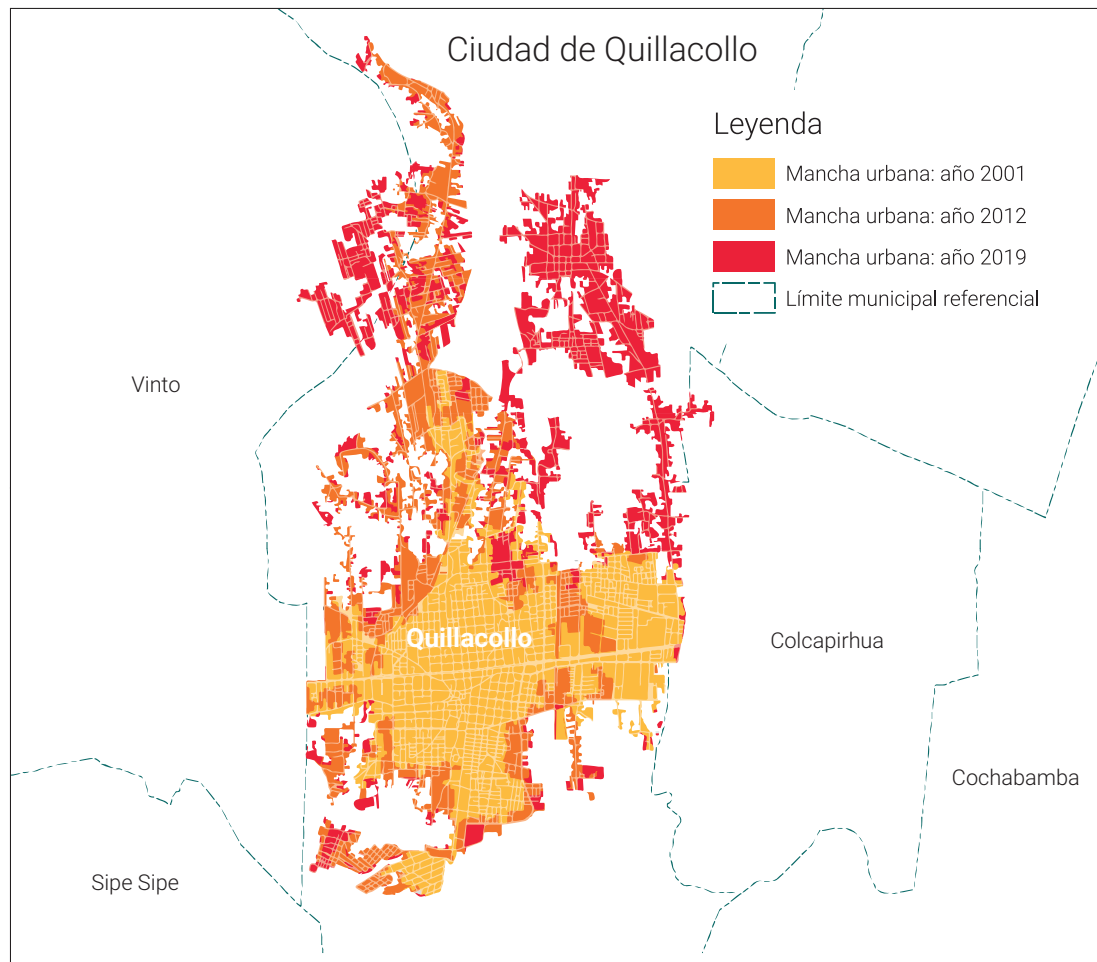 Ciudad de Quillacollo
Leyenda
Mancha urbana: año 2001
Mancha urbana: año 2012
Mancha urbana: año 2019
Límite municipal referencial
Vinto
Quillacollo
Colcapirhua
Cochabamba
Sipe Sipe